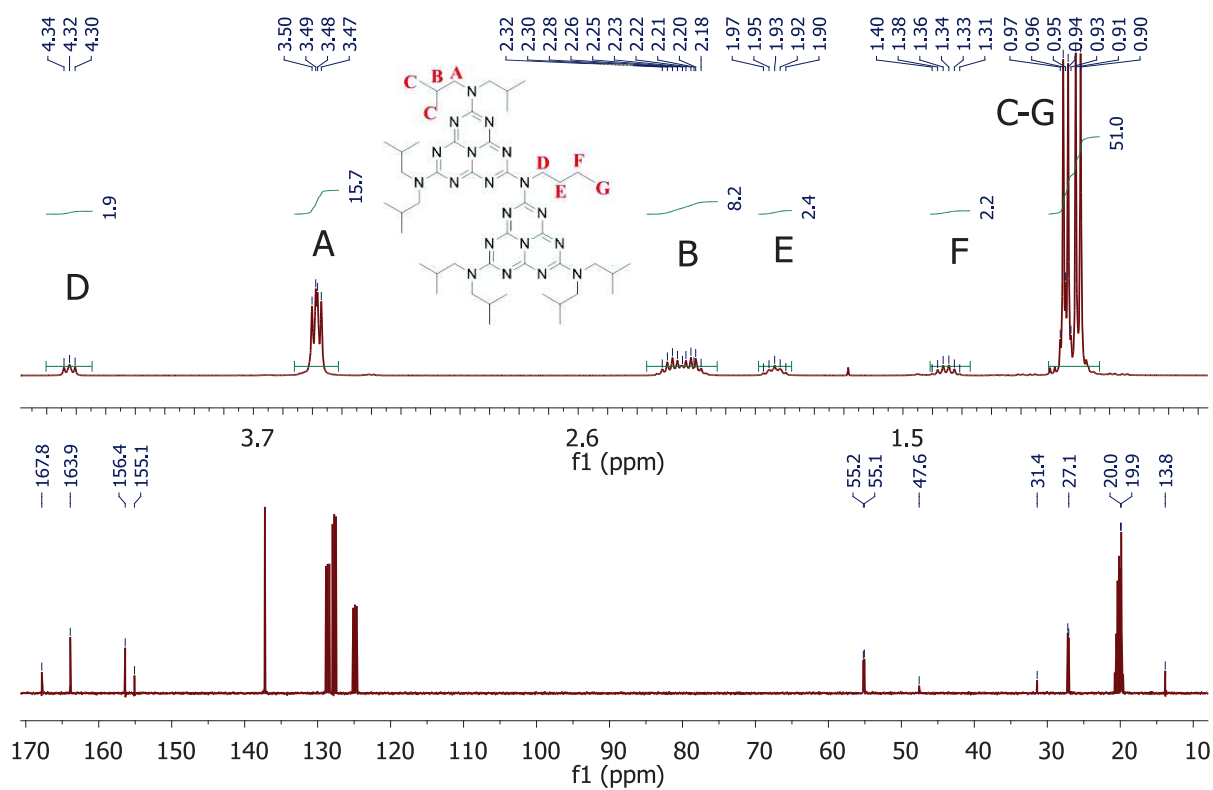 4.34 4.32 4.30 3.50 3.49 3.48 3.47 2.32 2.30 2.28 2.26 2.25 2.23 2.22 2.21 2.20 2.18 1.97 1.95 1.93 1.92 1.90 1.40 1.38 1.36 1.34 1.33 1.31 0.97 0.96 0.95 0.94 0.93 0.91 0.90
C B A N
C
N N
N N N
N N N D F
N N N N N E G
N N
N N N
N N N
N N N N N
1.9 15.7 8.2 2.4 2.2 51.0
D A B E F C-G
3.7 2.6 1.5
f1 (ppm)
167.8 163.9 156.4 155.1 55.2 55.1 47.6 31.4 27.1 20.0 19.9 13.8
170 160 150 140 130 120 110 100 90 80 70 60 50 40 30 20 10
f1 (ppm)